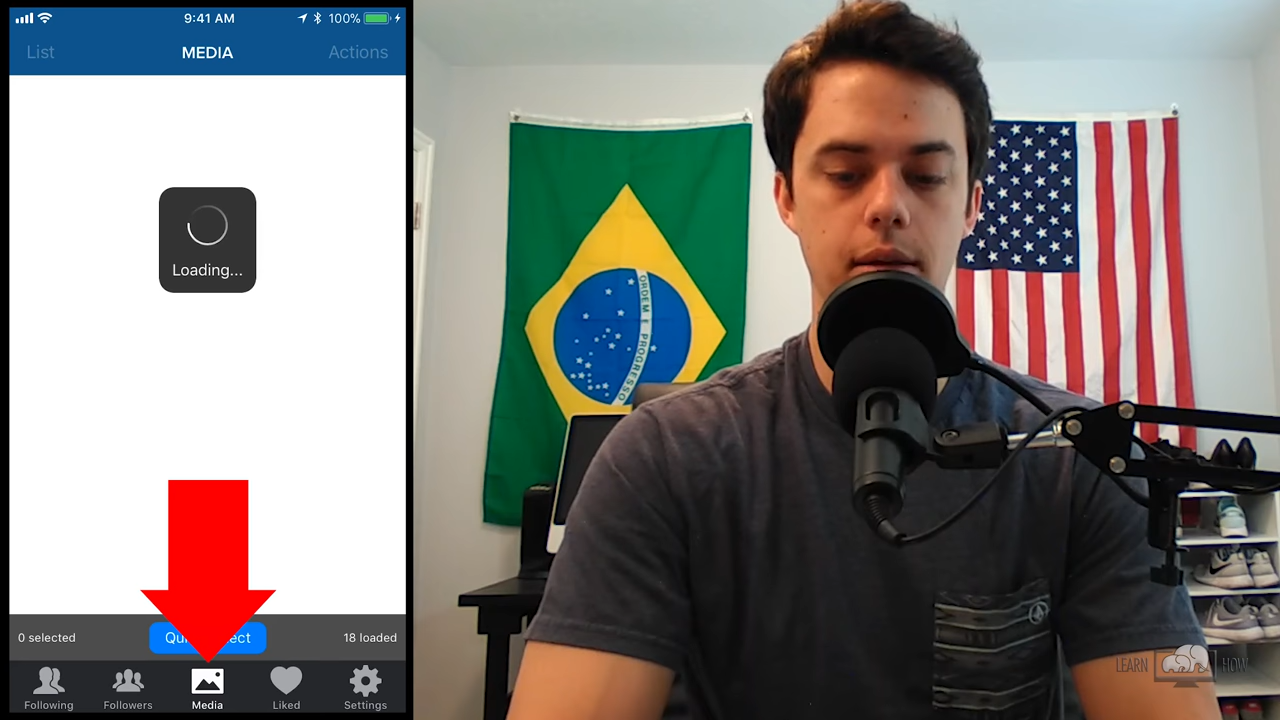 9:41 AM
100%
List
MEDIA
Actions
Loading...
0 selected
18 loaded
Following
Followers
Media
Liked
Settings
ORDEM E PROGRESSO
LEARN HOW